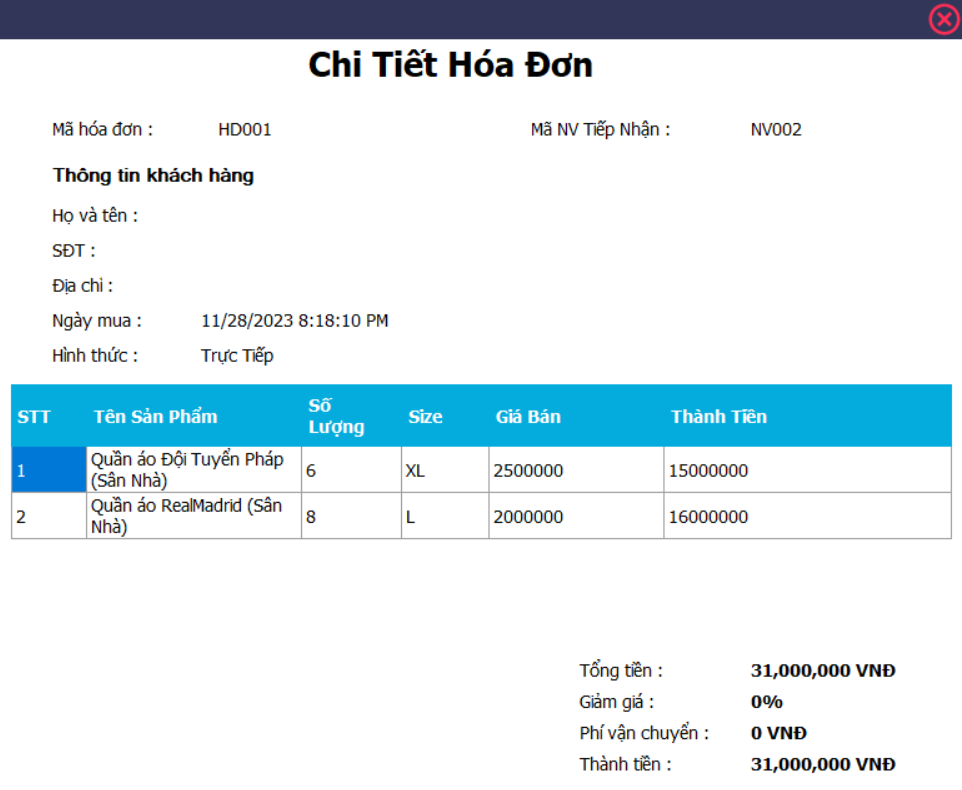 Chi Tiết Hóa Đơn
Mã hóa đơn : HD001 Mã NV Tiếp Nhận : NV002
Thông tin khách hàng
Họ và tên :
SĐT :
Địa chỉ :
Ngày mua : 11/28/2023 8:18:10 PM
Hình thức : Trực Tiếp
STT Tên Sản Phẩm Số Lượng Size Giá Bán Thành Tiền
1 Quần áo Đội Tuyển Pháp (Sân Nhà) 6 XL 2500000 15000000
2 Quần áo RealMadrid (Sân Nhà) 8 L 2000000 16000000
Tổng tiền : 31,000,000 VNĐ
Giảm giá : 0%
Phí vận chuyển : 0 VNĐ
Thành tiền : 31,000,000 VNĐ